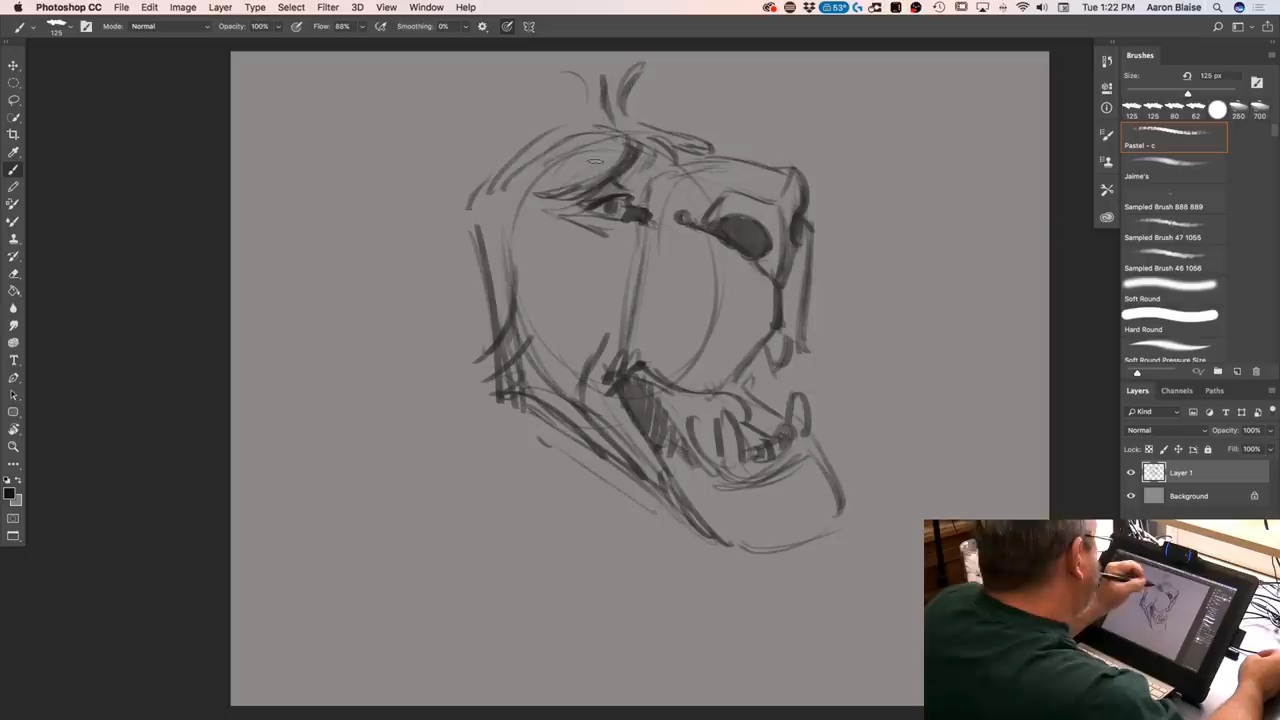 Photoshop CC File Edit Image Layer Type Select Filter 3D View Window Help 53° Tue 1:22 PM Aaron Blaise
125 Mode: Normal Opacity: 100% Flow: 88% Smoothing: 0%
Brushes
Size: 125 px
125 125 80 62 250 700
Pastel - c
Jaime's
Sampled Brush 888 889
Sampled Brush 47 1055
Sampled Brush 46 1056
Soft Round
Hard Round
Soft Round Pressure Size
Layers Channels Paths
Kind
Normal Opacity: 100%
Lock: Fill: 100%
Layer 1
Background